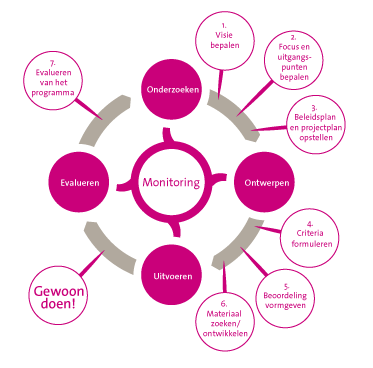 1.
Visie
bepalen
2.
Focus en
uitgangs-
punten
bepalen
7.
Evalueren
van het
programma
Onderzoeken
3.
Beleidsplan
en projectplan
opstellen
Evalueren
Monitoring
Ontwerpen
4.
Criteria
formuleren
Gewoon
doen!
Uitvoeren
5.
Beoordeling
vormgeven
6.
Materiaal
zoeken/
ontwikkelen